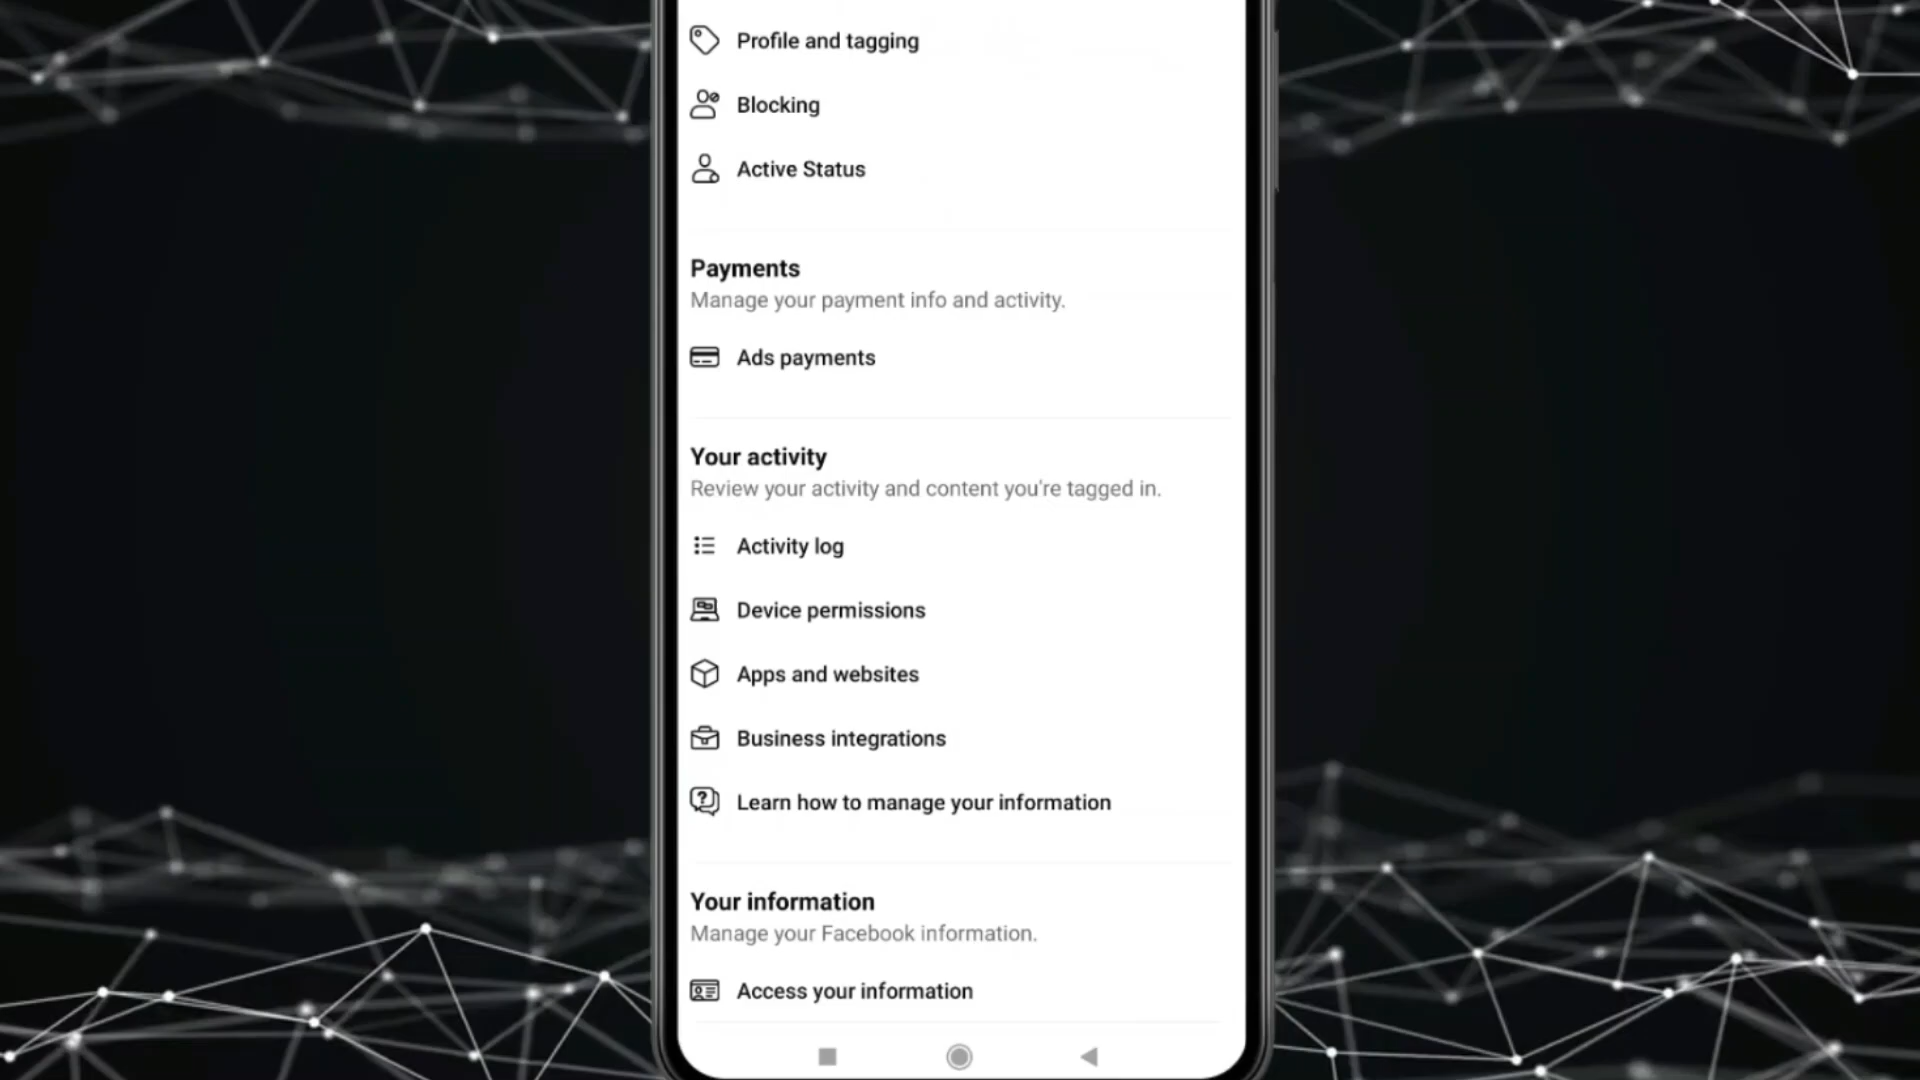 Profile and tagging
Blocking
Active Status
Payments
Manage your payment info and activity.
Ads payments
Your activity
Review your activity and content you're tagged in.
Activity log
Device permissions
Apps and websites
Business integrations
Learn how to manage your information
Your information
Manage your Facebook information.
Access your information